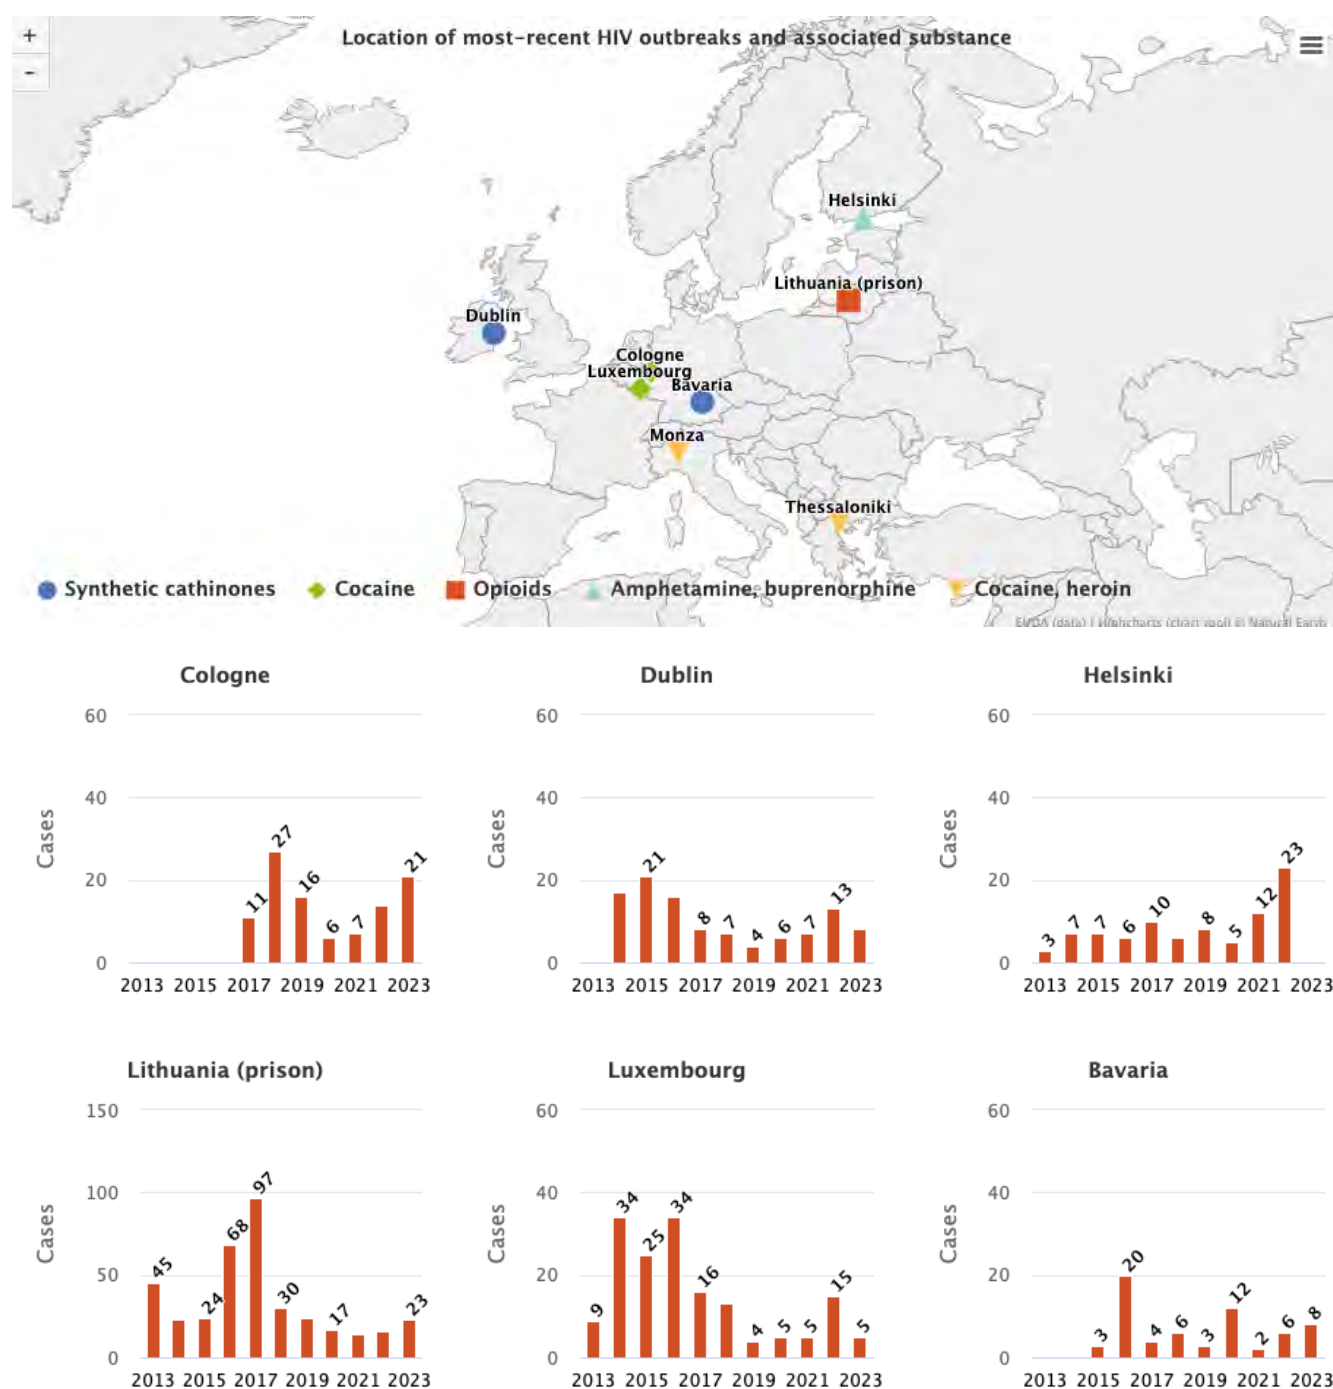 +
-
Location of most-recent HIV outbreaks and associated substance
Helsinki
Lithuania (prison)
Dublin
Cologne
Luxembourg
Bavaria
Monza
Thessaloniki
Synthetic cathinones Cocaine Opioids Amphetamine, buprenorphine Cocaine, heroin
(data) | Highcharts (chart tool) © Natural Earth
Cologne
60
40
20
0
Cases
11 27 16 6 7 21
2013 2015 2017 2019 2021 2023
Dublin
60
40
20
0
Cases
21 8 7 4 6 7 13
2013 2015 2017 2019 2021 2023
Helsinki
60
40
20
0
Cases
3 7 7 6 10 8 5 12 23
2013 2015 2017 2019 2021 2023
Lithuania (prison)
150
100
50
0
Cases
45 24 68 97 30 17 23
2013 2015 2017 2019 2021 2023
Luxembourg
60
40
20
0
Cases
9 34 25 34 16 4 5 5 15 5
2013 2015 2017 2019 2021 2023
Bavaria
60
40
20
0
Cases
3 20 4 6 3 12 2 6 8
2013 2015 2017 2019 2021 2023